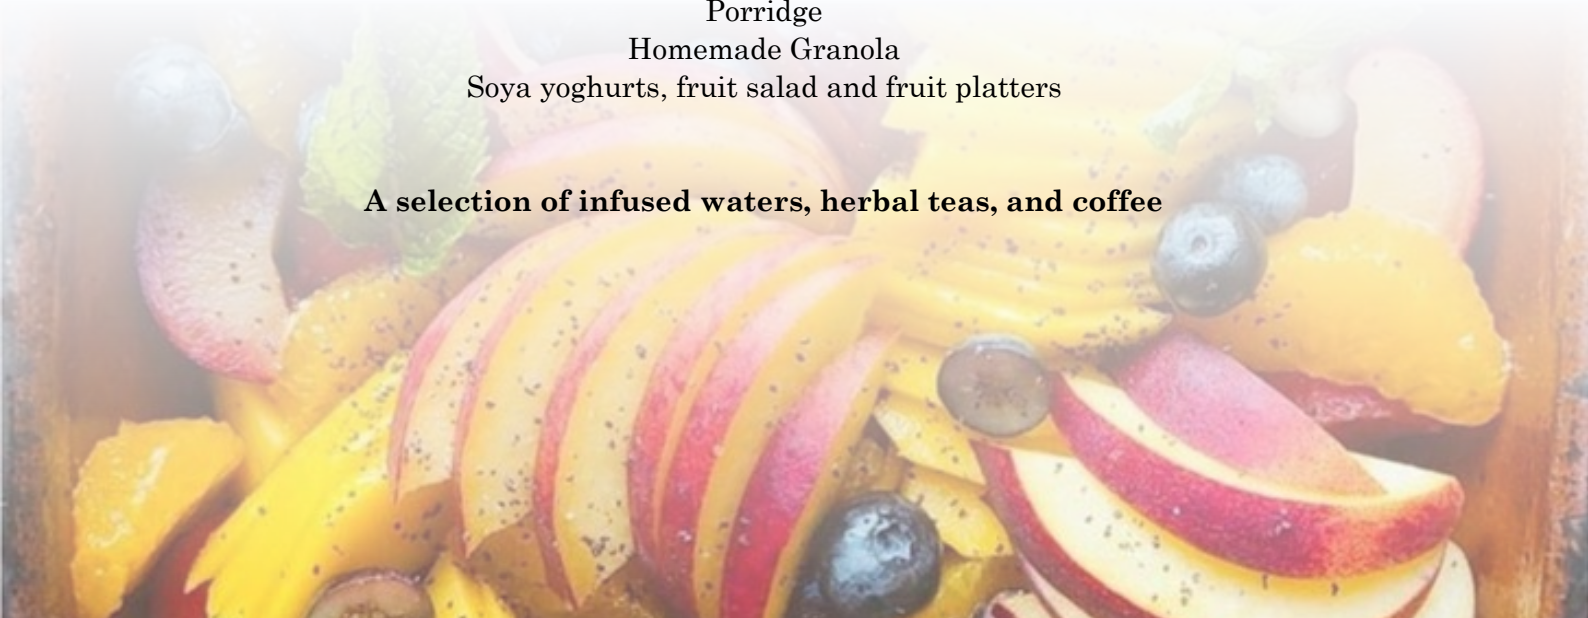 Porridge
Homemade Granola
Soya yoghurts, fruit salad and fruit platters
A selection of infused waters, herbal teas, and coffee